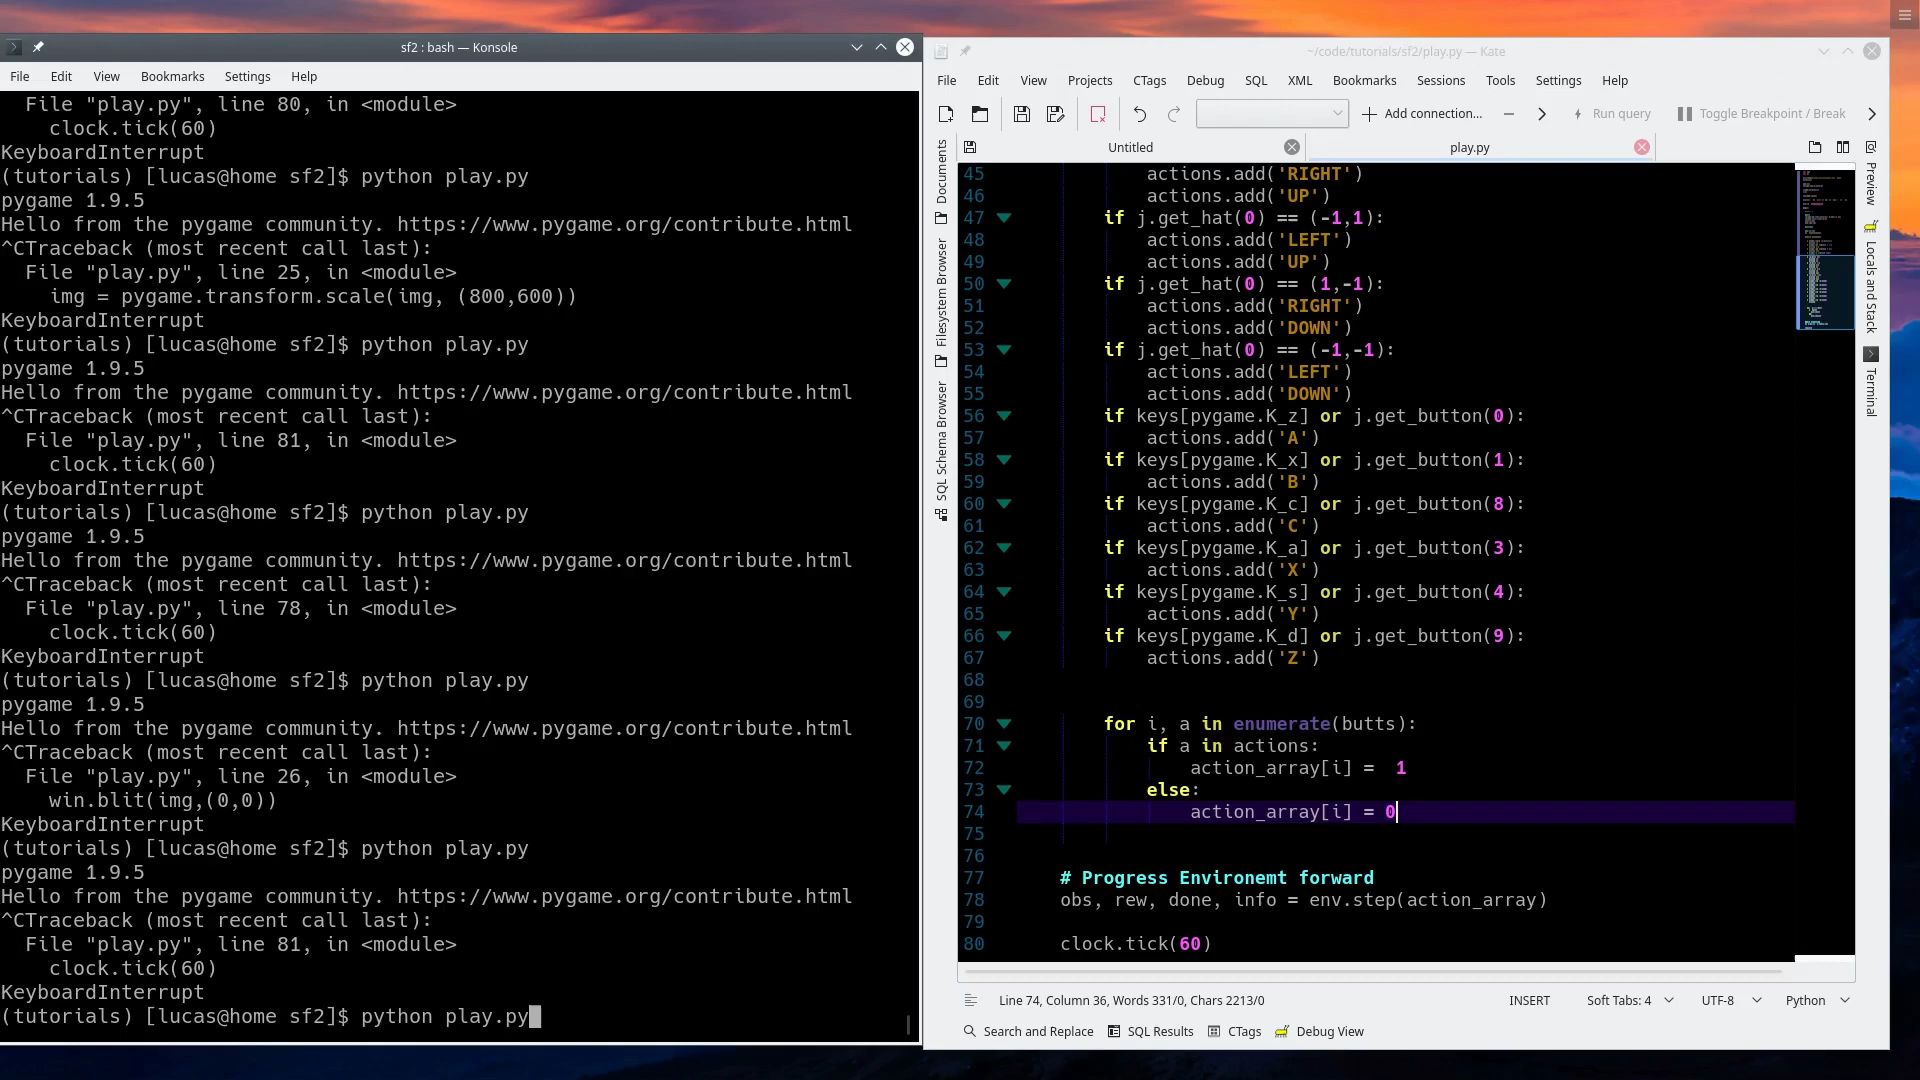 sf2 : bash — Konsole
File Edit View Bookmarks Settings Help
  File "play.py", line 80, in <module>
    clock.tick(60)
KeyboardInterrupt
(tutorials) [lucas@home sf2]$ python play.py
pygame 1.9.5
Hello from the pygame community. https://www.pygame.org/contribute.html
^CTraceback (most recent call last):
  File "play.py", line 25, in <module>
    img = pygame.transform.scale(img, (800,600))
KeyboardInterrupt
(tutorials) [lucas@home sf2]$ python play.py
pygame 1.9.5
Hello from the pygame community. https://www.pygame.org/contribute.html
^CTraceback (most recent call last):
  File "play.py", line 81, in <module>
    clock.tick(60)
KeyboardInterrupt
(tutorials) [lucas@home sf2]$ python play.py
pygame 1.9.5
Hello from the pygame community. https://www.pygame.org/contribute.html
^CTraceback (most recent call last):
  File "play.py", line 78, in <module>
    clock.tick(60)
KeyboardInterrupt
(tutorials) [lucas@home sf2]$ python play.py
pygame 1.9.5
Hello from the pygame community. https://www.pygame.org/contribute.html
^CTraceback (most recent call last):
  File "play.py", line 26, in <module>
    win.blit(img,(0,0))
KeyboardInterrupt
(tutorials) [lucas@home sf2]$ python play.py
pygame 1.9.5
Hello from the pygame community. https://www.pygame.org/contribute.html
^CTraceback (most recent call last):
  File "play.py", line 81, in <module>
    clock.tick(60)
KeyboardInterrupt
(tutorials) [lucas@home sf2]$ python play.py
~/code/tutorials/sf2/play.py — Kate
File Edit View Projects CTags Debug SQL XML Bookmarks Sessions Tools Settings Help
Add connection... Run query Toggle Breakpoint / Break
Untitled play.py
Documents
Filesystem Browser
SQL Schema Browser
45 actions.add('RIGHT')
46 actions.add('UP')
47 if j.get_hat(0) == (-1,1):
48 actions.add('LEFT')
49 actions.add('UP')
50 if j.get_hat(0) == (1,-1):
51 actions.add('RIGHT')
52 actions.add('DOWN')
53 if j.get_hat(0) == (-1,-1):
54 actions.add('LEFT')
55 actions.add('DOWN')
56 if keys[pygame.K_z] or j.get_button(0):
57 actions.add('A')
58 if keys[pygame.K_x] or j.get_button(1):
59 actions.add('B')
60 if keys[pygame.K_c] or j.get_button(8):
61 actions.add('C')
62 if keys[pygame.K_a] or j.get_button(3):
63 actions.add('X')
64 if keys[pygame.K_s] or j.get_button(4):
65 actions.add('Y')
66 if keys[pygame.K_d] or j.get_button(9):
67 actions.add('Z')
68
69
70 for i, a in enumerate(butts):
71 if a in actions:
72 action_array[i] =  1
73 else:
74 action_array[i] = 0
75
76
77 # Progress Environemt forward
78 obs, rew, done, info = env.step(action_array)
79
80 clock.tick(60)
Preview
Locals and Stack
Terminal
Line 74, Column 36, Words 331/0, Chars 2213/0 INSERT Soft Tabs: 4 UTF-8 Python
Search and Replace SQL Results CTags Debug View